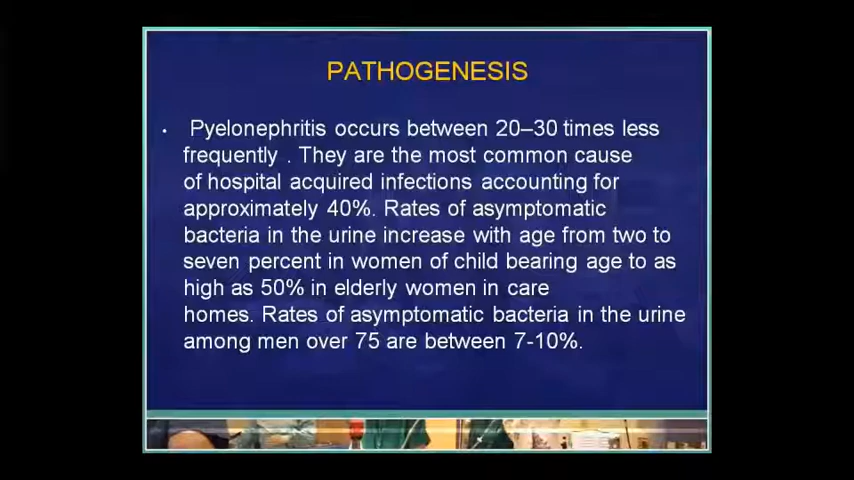 PATHOGENESIS
• Pyelonephritis occurs between 20–30 times less
frequently . They are the most common cause
of hospital acquired infections accounting for
approximately 40%. Rates of asymptomatic
bacteria in the urine increase with age from two to
seven percent in women of child bearing age to as
high as 50% in elderly women in care
homes. Rates of asymptomatic bacteria in the urine
among men over 75 are between 7-10%.